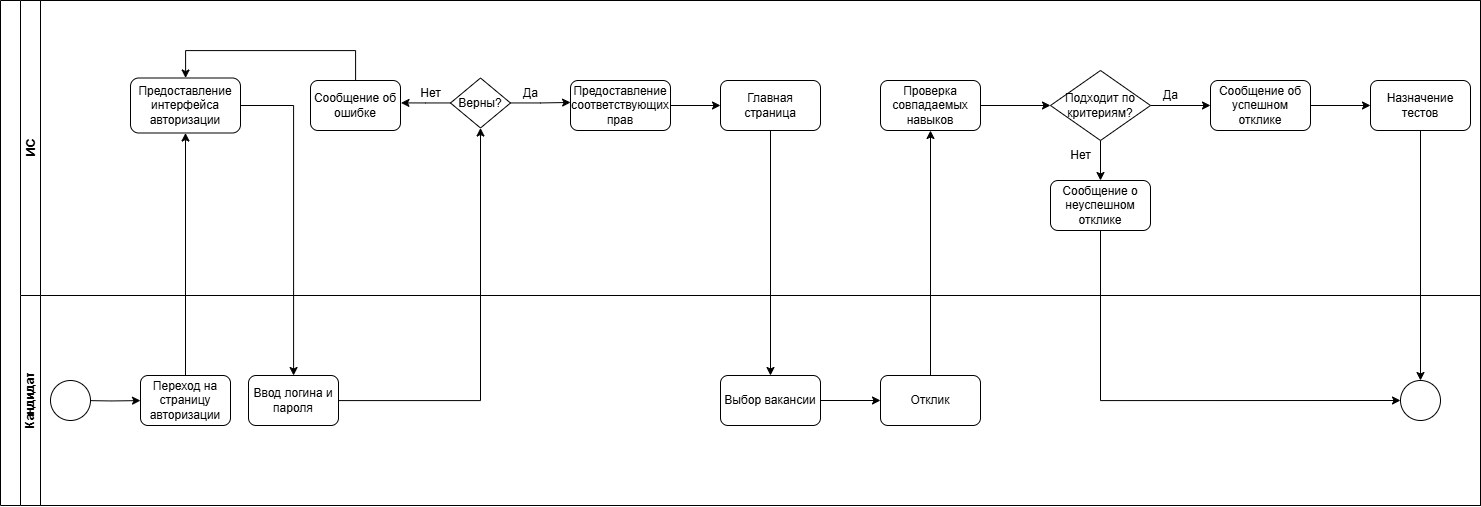 ИС
Предоставление
интерфейса
авторизации
Сообщение об
ошибке
Нет
Верны?
Да
Предоставление
соответствующих
прав
Главная
страница
Проверка
совпадаемых
навыков
Подходит по
критериям?
Да
Нет
Сообщение об
успешном
отклике
Назначение
тестов
Сообщение о
неуспешном
отклике
Кандидат
Переход на
страницу
авторизации
Ввод логина и
пароля
Выбор вакансии
Отклик